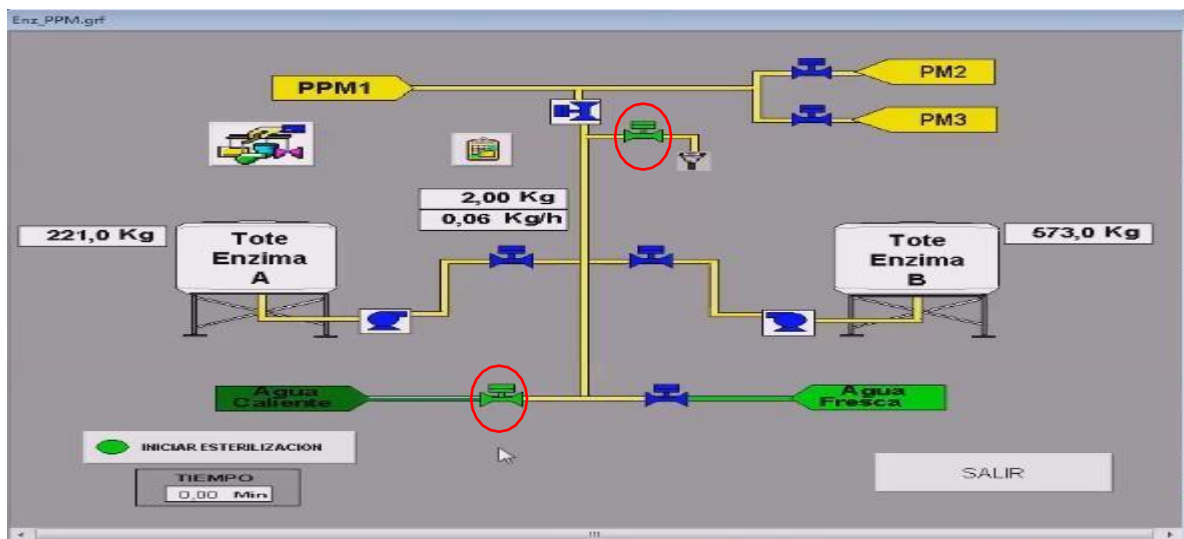 Enz_PPM.grf
PPM1
PM2
PM3
2,00 Kg
0,06 Kg/h
221,0 Kg
Tote
Enzima
A
Tote
Enzima
B
573,0 Kg
Agua
Caliente
Agua
Fresca
INICIAR ESTERILIZACION
TIEMPO
0,00 Min
SALIR